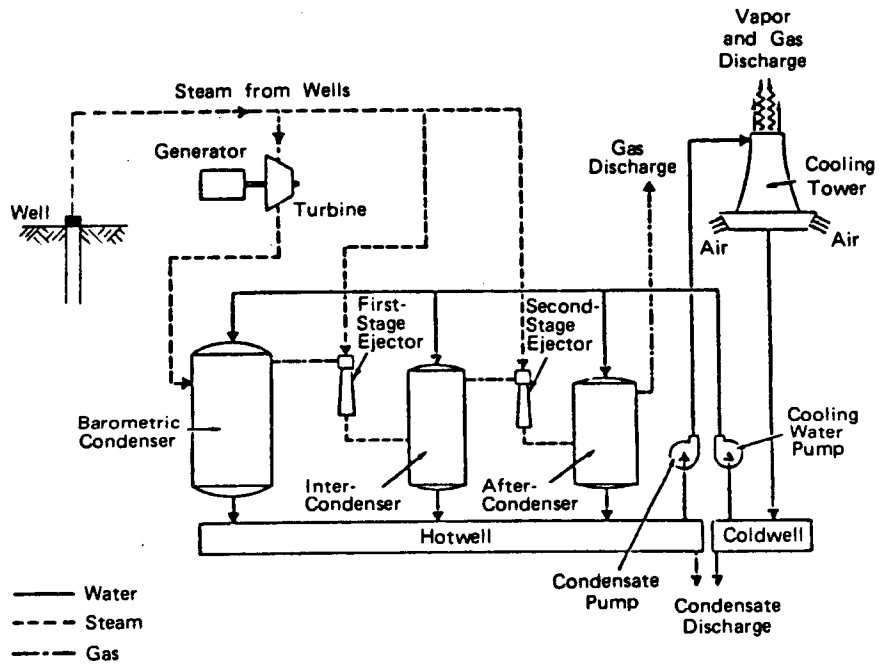 Vapor
and Gas
Discharge
Steam from Wells
Generator
Gas
Discharge
Cooling
Tower
Well
Turbine
Air
Air
First-
Stage
Ejector
Second-
Stage
Ejector
Barometric
Condenser
Cooling
Water
Pump
Inter-
Condenser
After-
Condenser
Hotwell
Coldwell
Condensate
Pump
Condensate
Discharge
Water
Steam
Gas